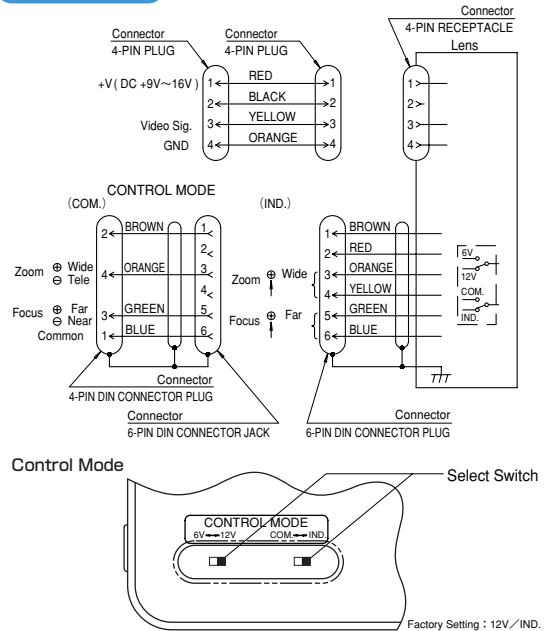 Connector
4-PIN PLUG
Connector
4-PIN PLUG
Connector
4-PIN RECEPTACLE
Lens
+V ( DC +9V～16V )
1
RED
1
1
2
BLACK
2
2
Video Sig.
3
YELLOW
3
3
GND
4
ORANGE
4
4
CONTROL MODE
(COM.)
(IND.)
2
BROWN
1
2
Zoom ⊕ Wide
⊖ Tele
4
ORANGE
3
4
Focus ⊕ Far
⊖ Near
3
GREEN
5
Common
1
BLUE
6
1
BROWN
2
RED
Zoom ⊕ Wide
3
ORANGE
4
YELLOW
Focus ⊕ Far
5
GREEN
6
BLUE
6V
12V
COM.
IND.
Connector
4-PIN DIN CONNECTOR PLUG
Connector
6-PIN DIN CONNECTOR JACK
Connector
6-PIN DIN CONNECTOR PLUG
Control Mode
Select Switch
CONTROL MODE
6V↔12V COM.↔IND.
Factory Setting：12V／IND.